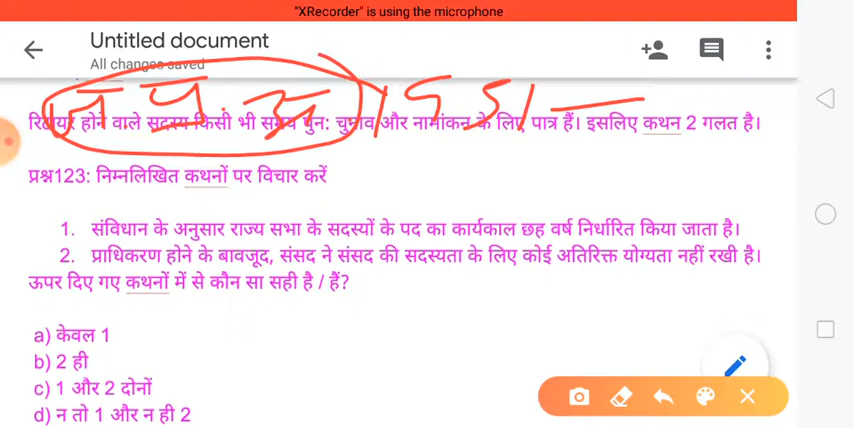 "XRecorder" is using the microphone
Untitled document
All changes saved
ज. प. अ 1951
रिटायर होने वाले सदस्य किसी भी समय पुन: चुनाव और नामांकन के लिए पात्र हैं। इसलिए कथन 2 गलत है।
प्रश्न123: निम्नलिखित कथनों पर विचार करें
1. संविधान के अनुसार राज्य सभा के सदस्यों के पद का कार्यकाल छह वर्ष निर्धारित किया जाता है।
2. प्राधिकरण होने के बावजूद, संसद ने संसद की सदस्यता के लिए कोई अतिरिक्त योग्यता नहीं रखी है।
ऊपर दिए गए कथनों में से कौन सा सही है / हैं?
a) केवल 1
b) 2 ही
c) 1 और 2 दोनों
d) न तो 1 और न ही 2